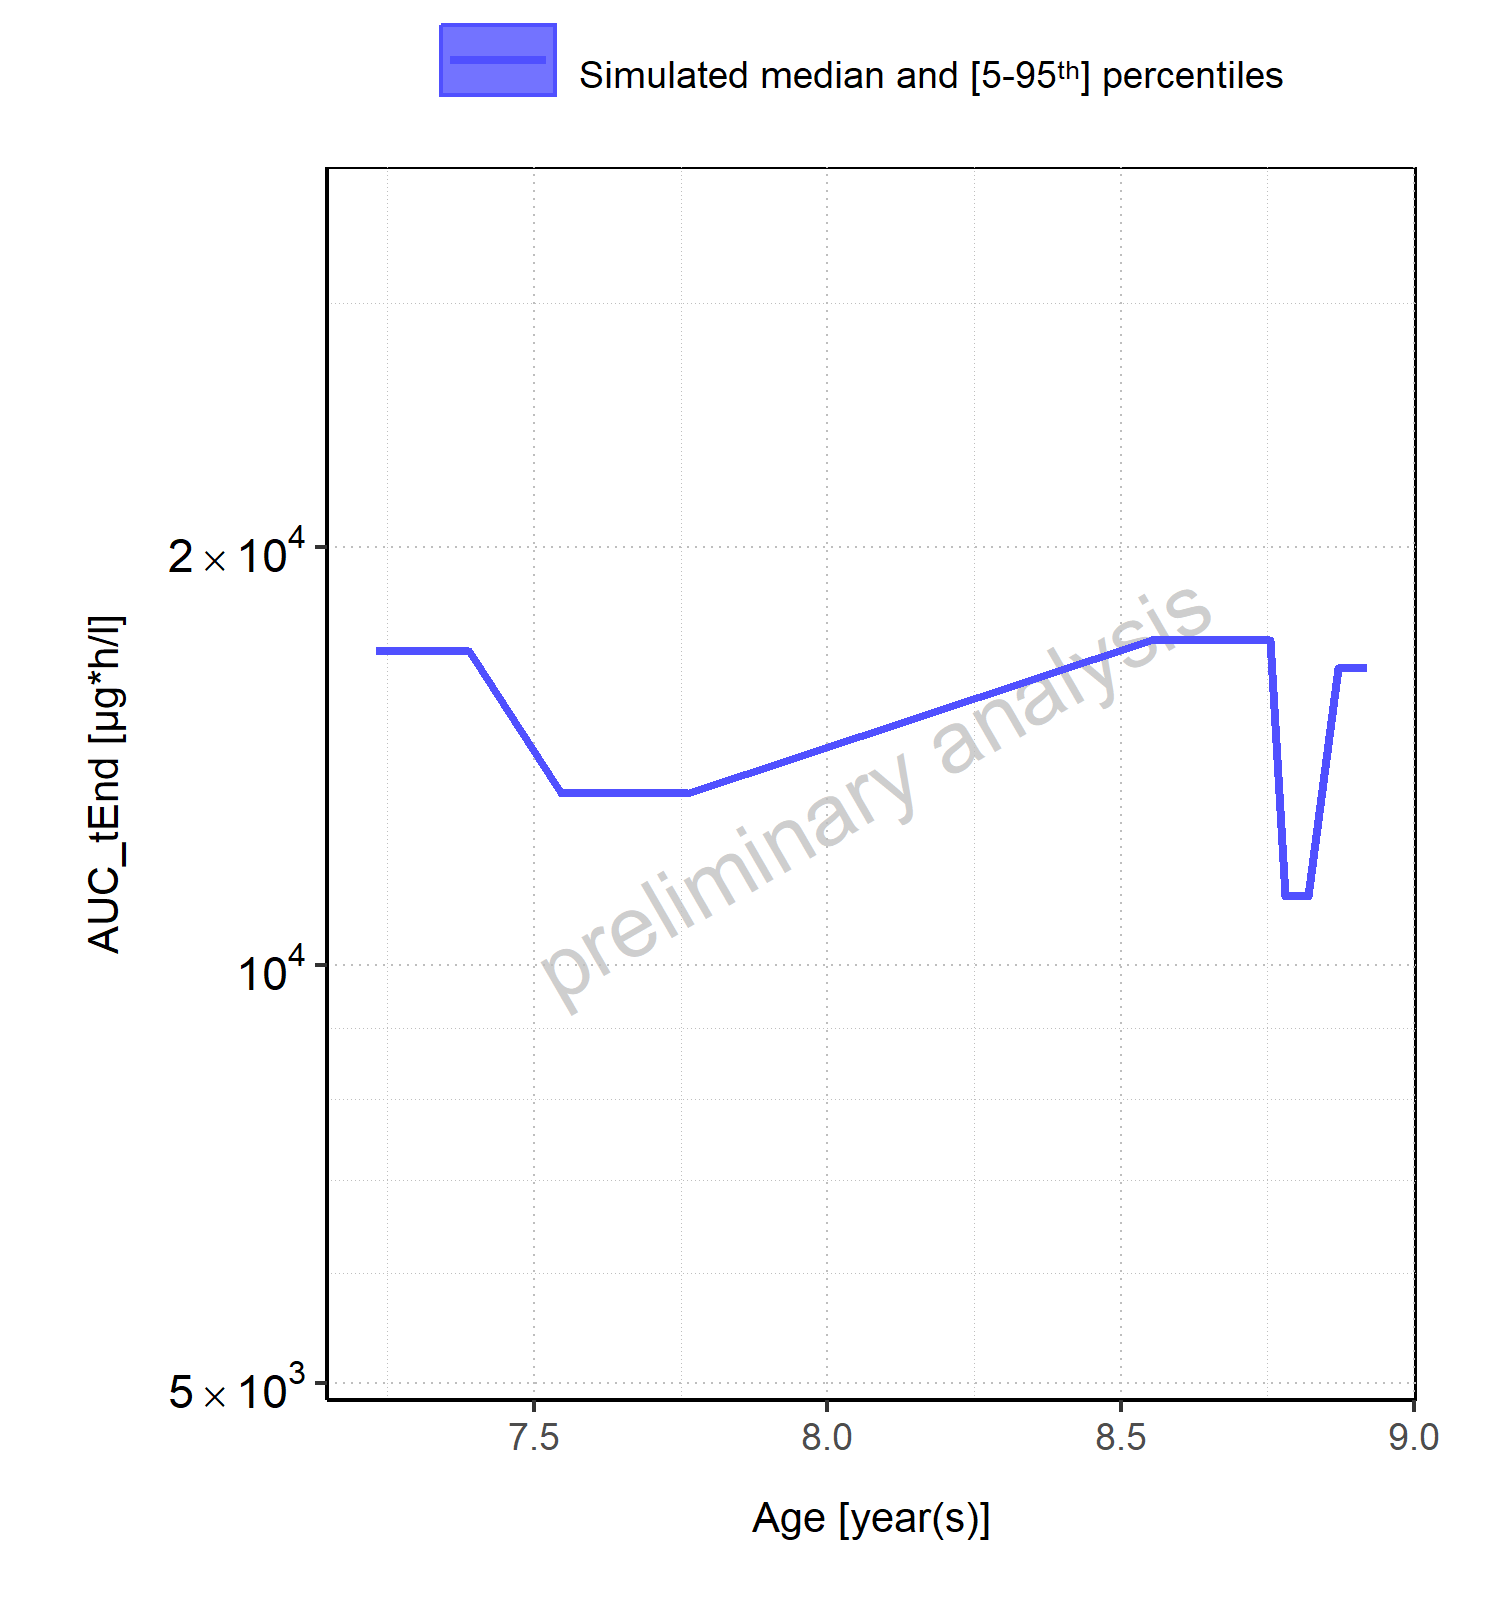 Simulated median and [5-95ᵗʰ] percentiles
AUC_tEnd [µg*h/l]
2 × 10⁴
10⁴
5 × 10³
preliminary analysis
7.5 8.0 8.5 9.0
Age [year(s)]